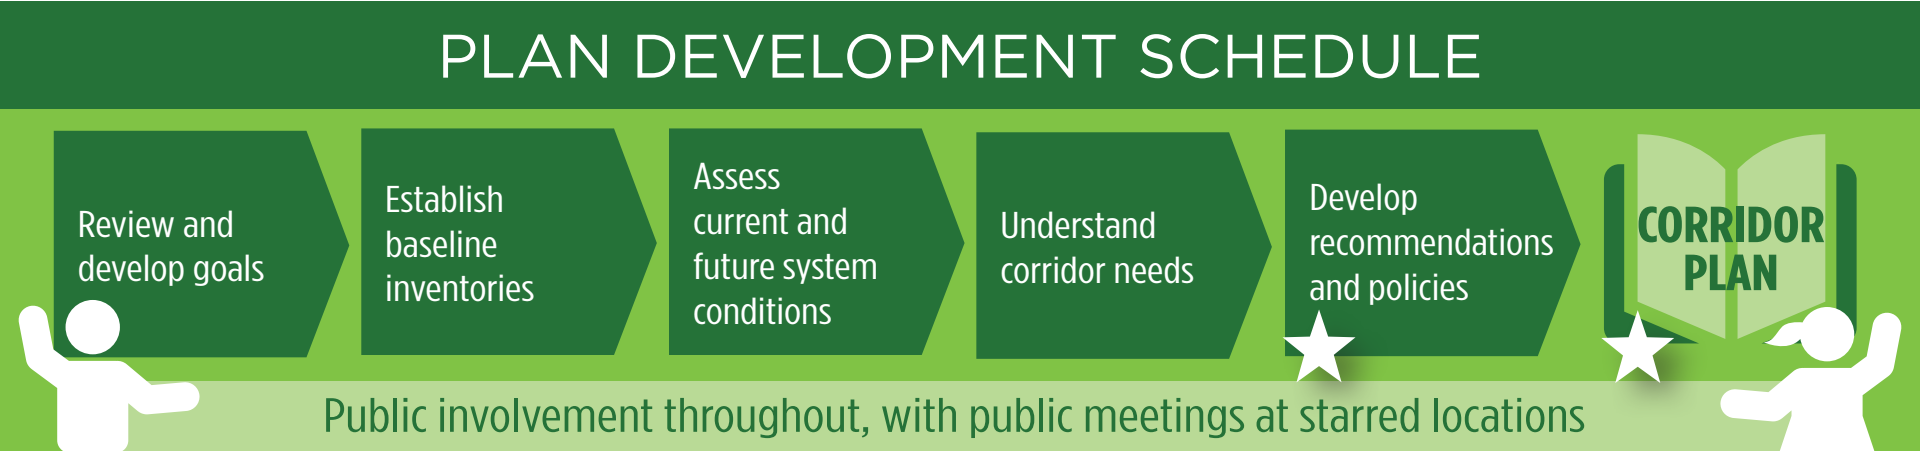 PLAN DEVELOPMENT SCHEDULE
Review and
develop goals
Establish
baseline
inventories
Assess
current and
future system
conditions
Understand
corridor needs
Develop
recommendations
and policies
CORRIDOR
PLAN
Public involvement throughout, with public meetings at starred locations